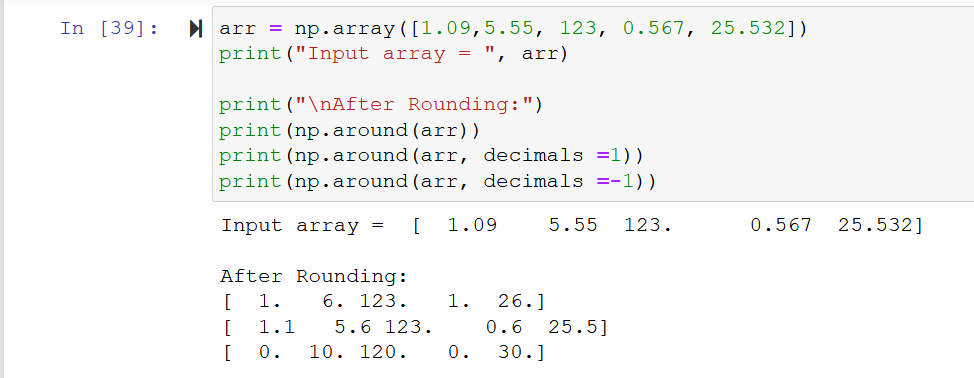 In [39]:
arr = np.array([1.09,5.55, 123, 0.567, 25.532])
print("Input array = ", arr)
print("\nAfter Rounding:")
print(np.around(arr))
print(np.around(arr, decimals =1))
print(np.around(arr, decimals =-1))
Input array =  [  1.09    5.55  123.      0.567  25.532]
After Rounding:
[  1.   6. 123.   1.  26.]
[  1.1   5.6 123.    0.6  25.5]
[  0.  10. 120.   0.  30.]